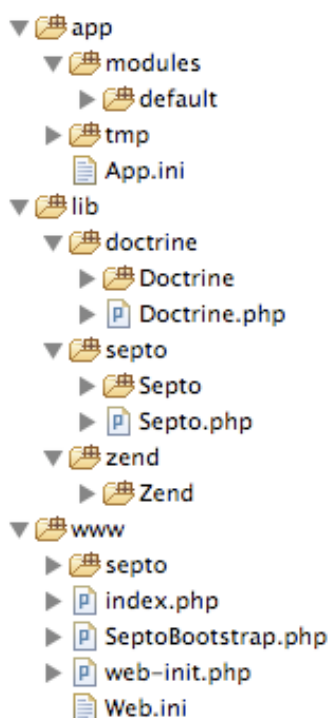 app
modules
default
tmp
App.ini
lib
doctrine
Doctrine
Doctrine.php
septo
Septo
Septo.php
zend
Zend
www
septo
index.php
SeptoBootstrap.php
web-init.php
Web.ini